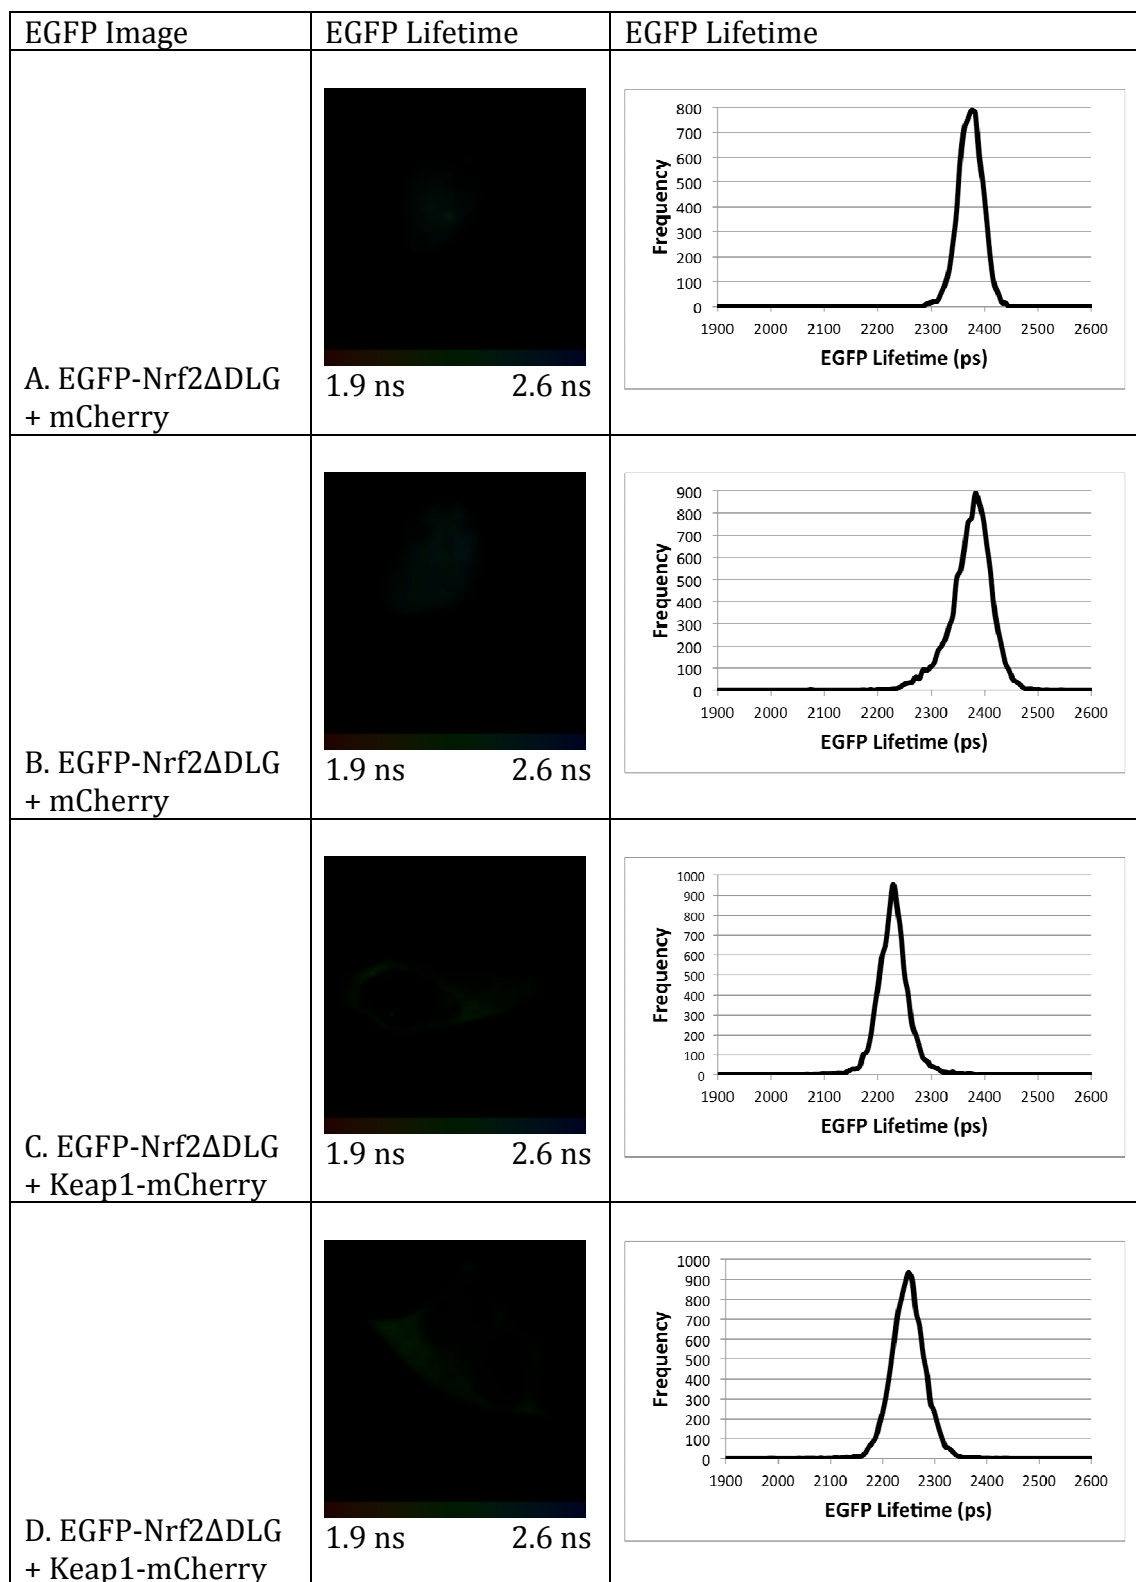 EGFP Image
EGFP Lifetime
EGFP Lifetime
A. EGFP-Nrf2ΔDLG
+ mCherry
1.9 ns 2.6 ns
800
700
600
500
400
300
200
100
0
Frequency
1900 2000 2100 2200 2300 2400 2500 2600
EGFP Lifetime (ps)
B. EGFP-Nrf2ΔDLG
+ mCherry
1.9 ns 2.6 ns
900
800
700
600
500
400
300
200
100
0
Frequency
1900 2000 2100 2200 2300 2400 2500 2600
EGFP Lifetime (ps)
C. EGFP-Nrf2ΔDLG
+ Keap1-mCherry
1.9 ns 2.6 ns
1000
900
800
700
600
500
400
300
200
100
0
Frequency
1900 2000 2100 2200 2300 2400 2500 2600
EGFP Lifetime (ps)
D. EGFP-Nrf2ΔDLG
+ Keap1-mCherry
1.9 ns 2.6 ns
1000
900
800
700
600
500
400
300
200
100
0
Frequency
1900 2000 2100 2200 2300 2400 2500 2600
EGFP Lifetime (ps)